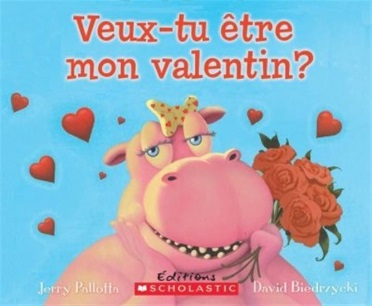 Veux-tu être
mon valentin?
Jerry Pallotta
Éditions
SCHOLASTIC
David Biedrzycki